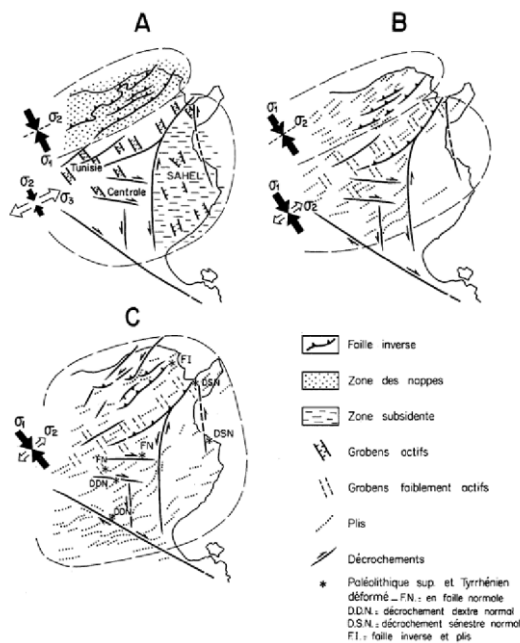 A
B
σ2
σ1
σ2
σ3
Tunisie
Centrale
SAHEL
σ1
σ2
σ1
σ2
C
σ1
σ2
F.I
DSN
DSN
FN
FN
DDN
DDN
Faille inverse
Zone des nappes
Zone subsidente
Grabens actifs
Grabens faiblement actifs
Plis
Décrochements
Paléolithique sup. et Tyrrhénien
déformé _ F.N.: en faille normale
D.D.N.: décrochement dextre normal
D.S.N.: décrochement sénestre normal
F.I.: faille inverse et plis